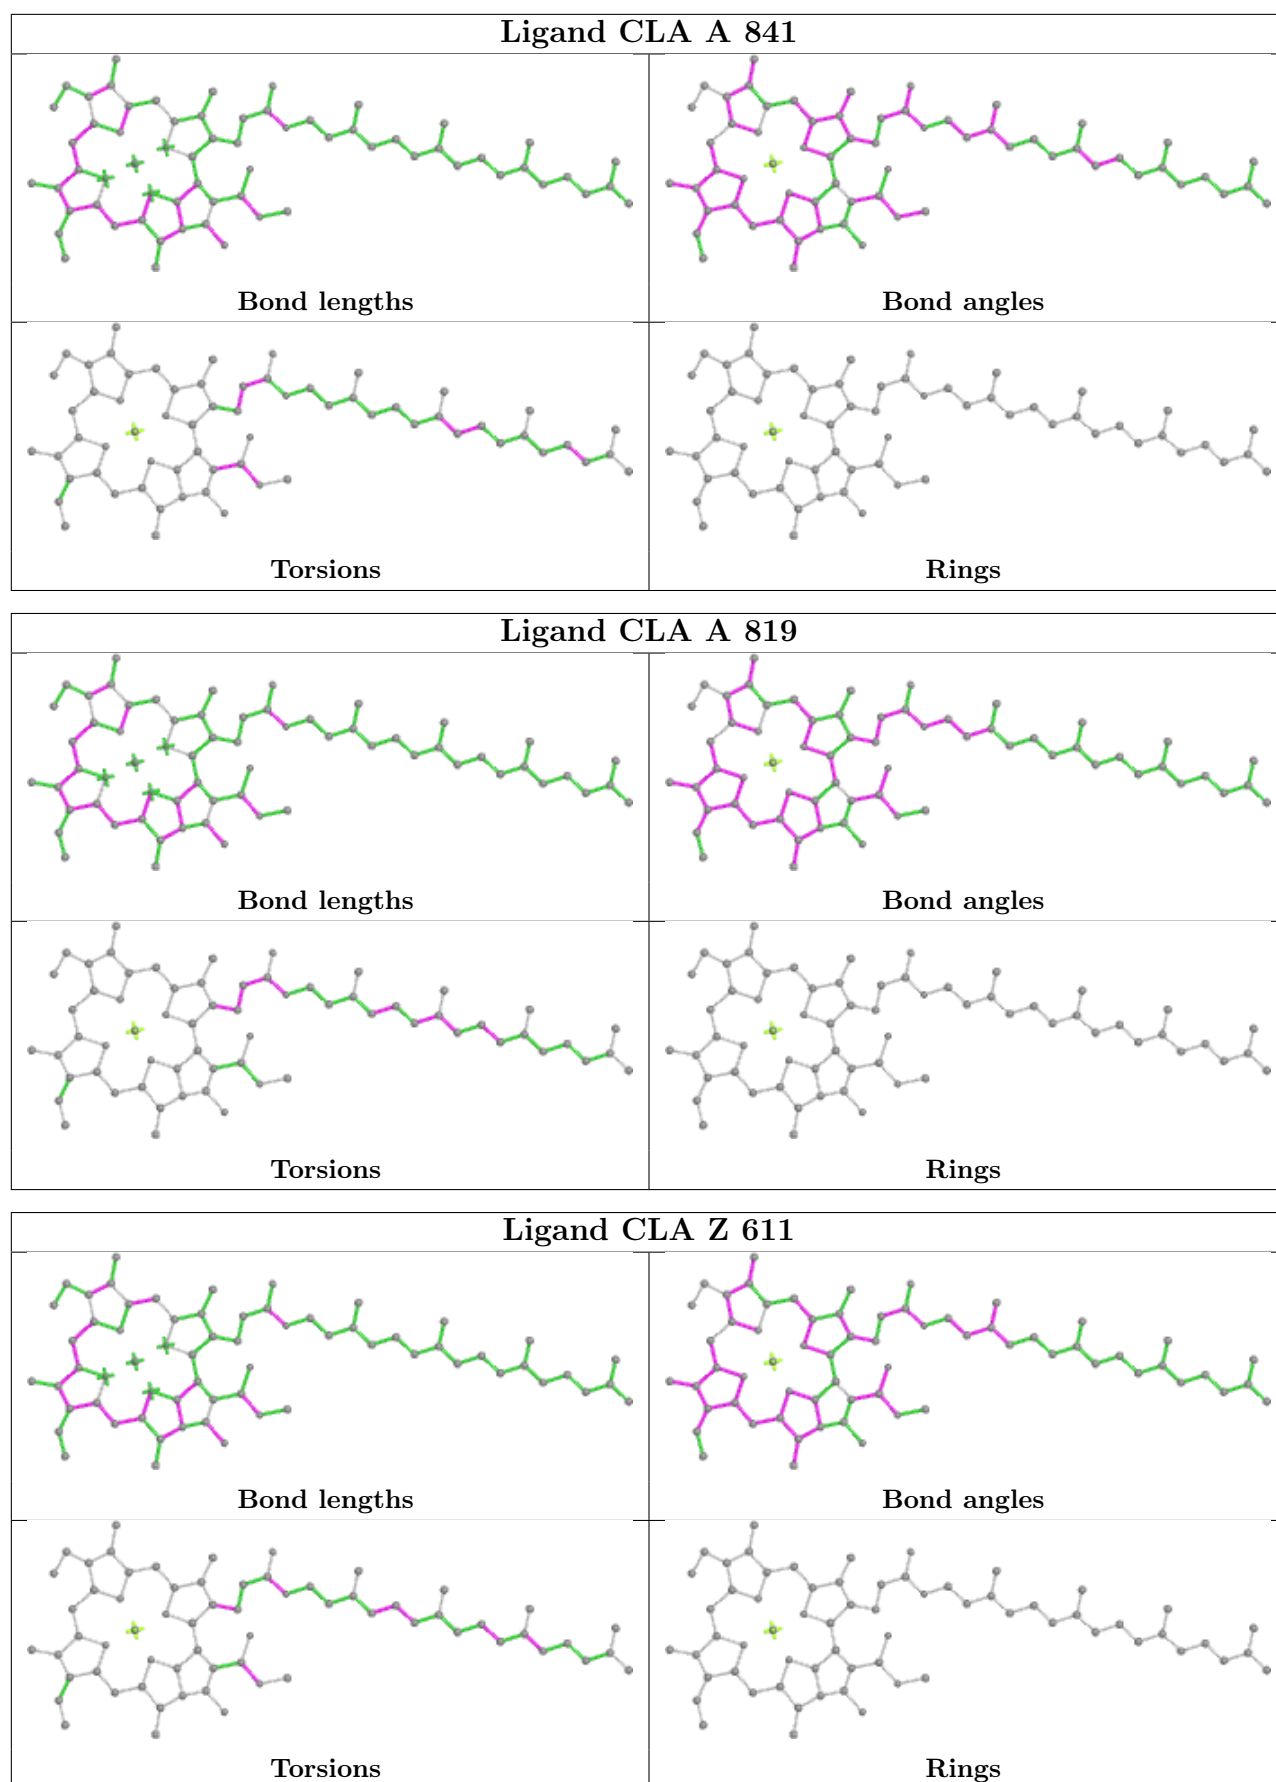 Ligand CLA A 841
Bond lengths
Bond angles
Torsions
Rings
Ligand CLA A 819
Bond lengths
Bond angles
Torsions
Rings
Ligand CLA Z 611
Bond lengths
Bond angles
Torsions
Rings